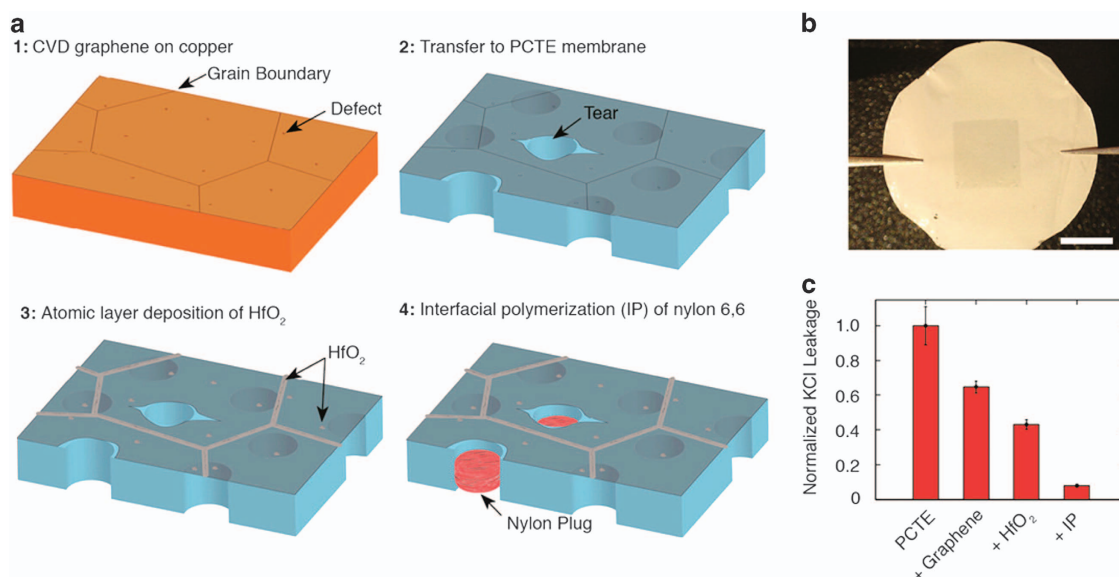 a
1: CVD graphene on copper
Grain Boundary
Defect
2: Transfer to PCTE membrane
Tear
3: Atomic layer deposition of HfO₂
HfO₂
4: Interfacial polymerization (IP) of nylon 6,6
Nylon Plug
b
c
Normalized KCl Leakage
1.0
0.8
0.6
0.4
0.2
0
PCTE
+ Graphene
+ HfO₂
+ IP